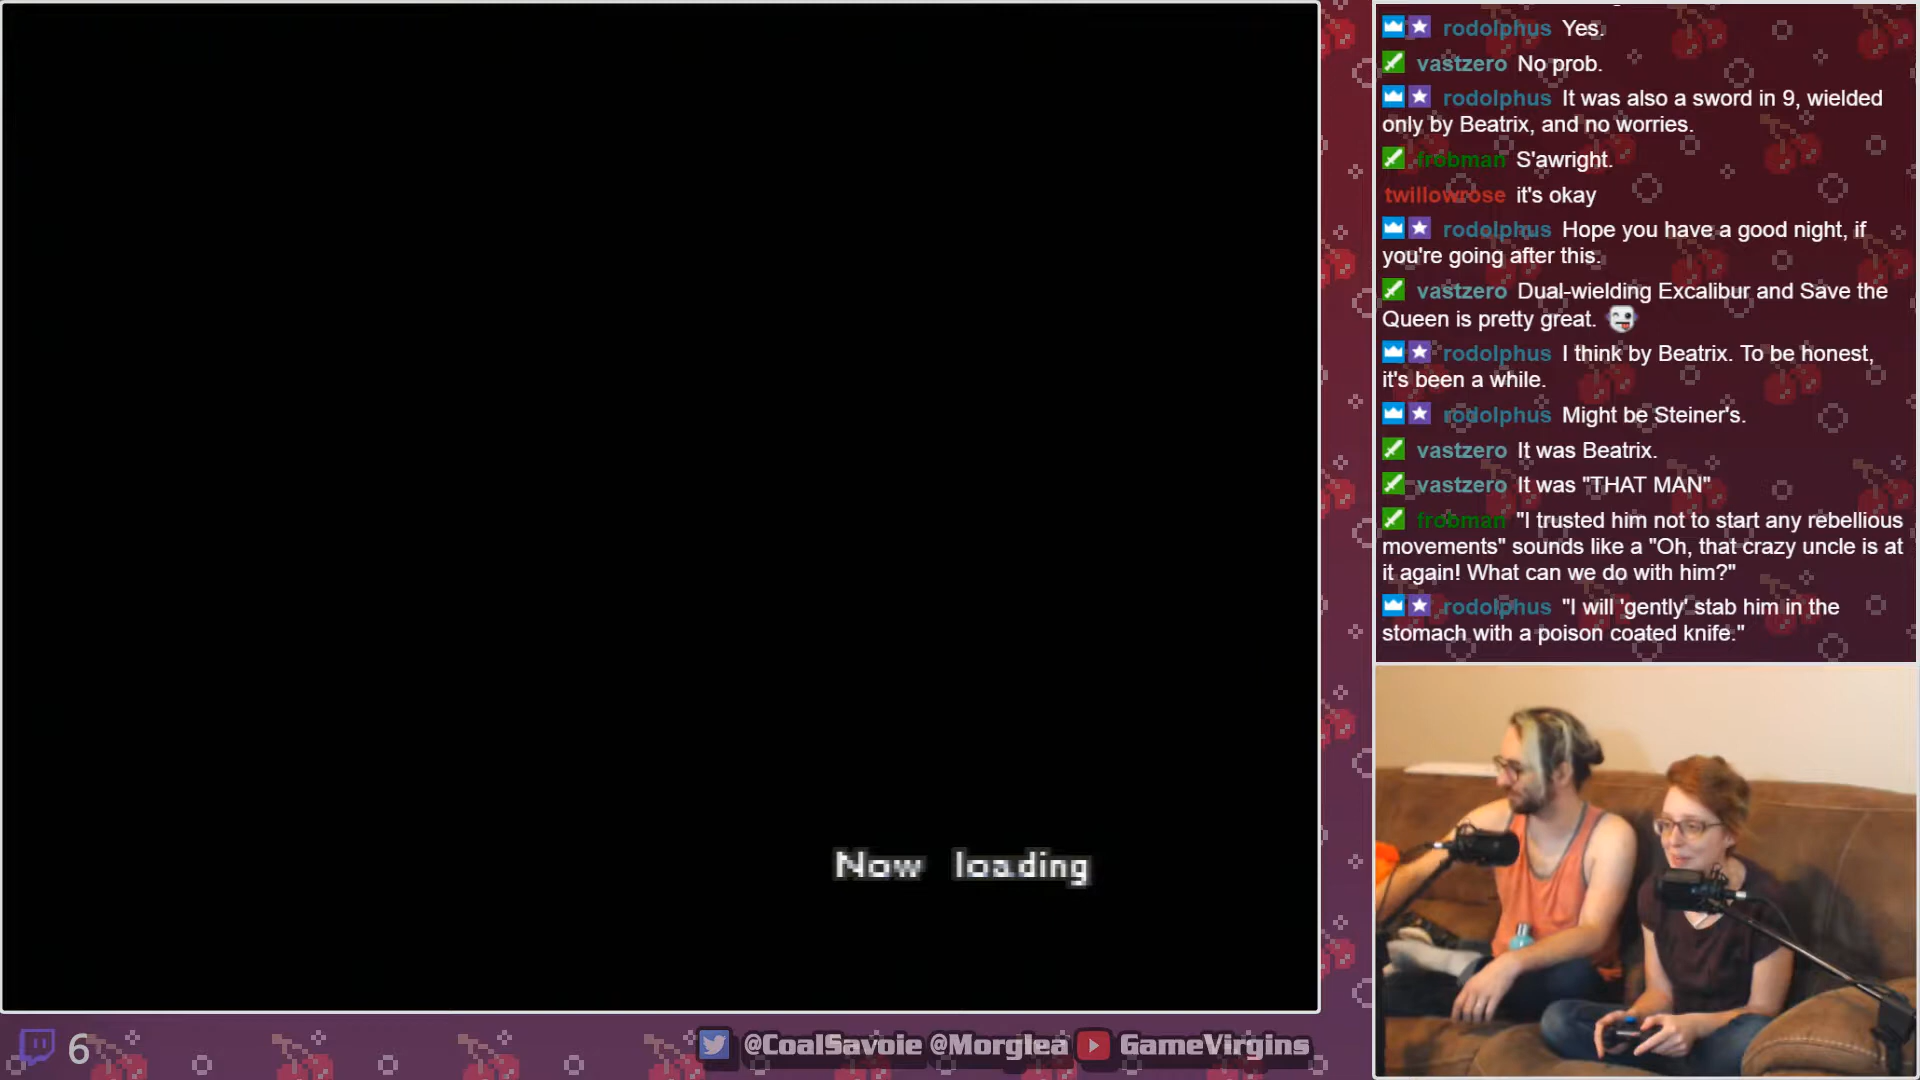 rodolphus Yes.
vastzero No prob.
rodolphus It was also a sword in 9, wielded
only by Beatrix, and no worries.
frobman S'awright.
twillowrose it's okay
rodolphus Hope you have a good night, if
you're going after this.
vastzero Dual-wielding Excalibur and Save the
Queen is pretty great.
rodolphus I think by Beatrix. To be honest,
it's been a while.
rodolphus Might be Steiner's.
vastzero It was Beatrix.
vastzero It was "THAT MAN"
frobman "I trusted him not to start any rebellious
movements" sounds like a "Oh, that crazy uncle is at
it again! What can we do with him?"
rodolphus "I will 'gently' stab him in the
stomach with a poison coated knife."
Now loading
6
@CoalSavoie @Morglea GameVirgins